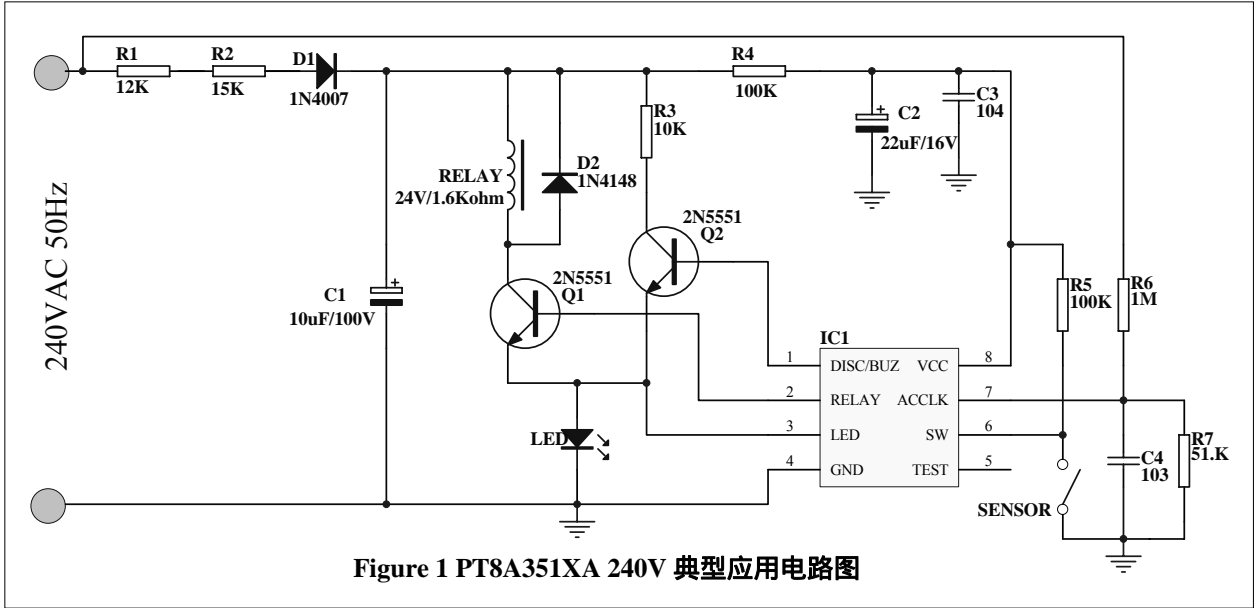 R1
12K
R2
15K
D1
1N4007
R4
100K
C3
104
C2
22uF/16V
R3
10K
D2
1N4148
RELAY
24V/1.6Kohm
240VAC 50Hz
2N5551
Q2
2N5551
Q1
C1
10uF/100V
R5
100K
R6
1M
IC1
1 DISC/BUZ VCC 8
2 RELAY ACCLK 7
3 LED SW 6
4 GND TEST 5
LED
R7
51.K
C4
103
SENSOR
Figure 1 PT8A351XA 240V 典型应用电路图